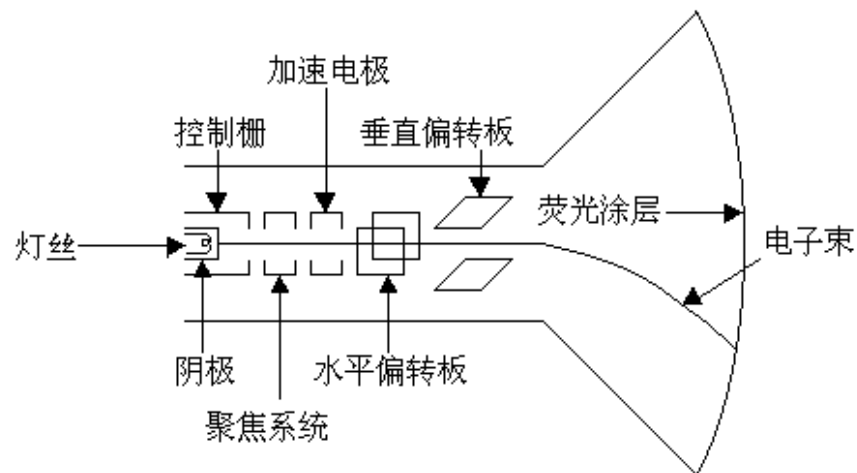 加速电极
控制栅
垂直偏转板
荧光涂层
灯丝
电子束
阴极
水平偏转板
聚焦系统